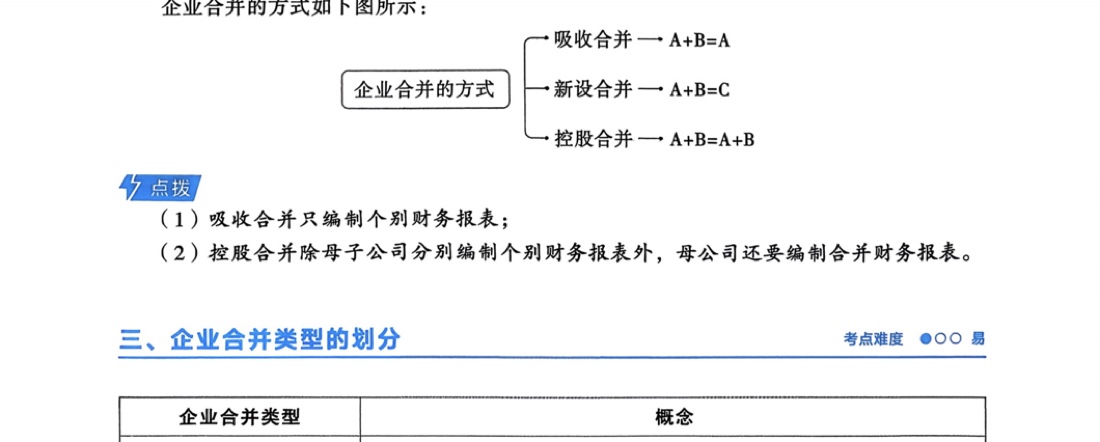 企业合并的方式如下图所示：
吸收合并 → A+B=A
企业合并的方式
新设合并 → A+B=C
控股合并 → A+B=A+B
点拨
（1）吸收合并只编制个别财务报表；
（2）控股合并除母子公司分别编制个别财务报表外，母公司还要编制合并财务报表。
三、企业合并类型的划分
考点难度 ●○○ 易
企业合并类型 概念